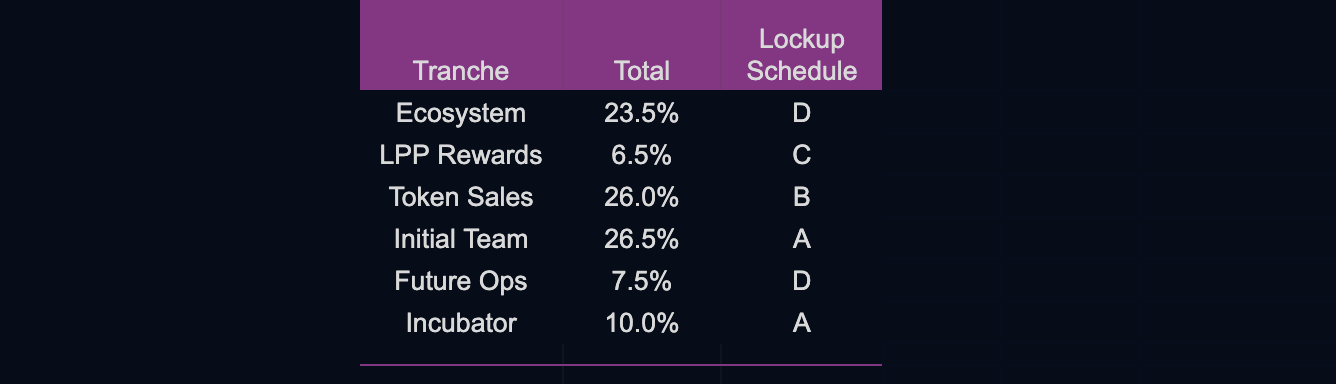 Tranche Total Lockup Schedule
Ecosystem 23.5% D
LPP Rewards 6.5% C
Token Sales 26.0% B
Initial Team 26.5% A
Future Ops 7.5% D
Incubator 10.0% A